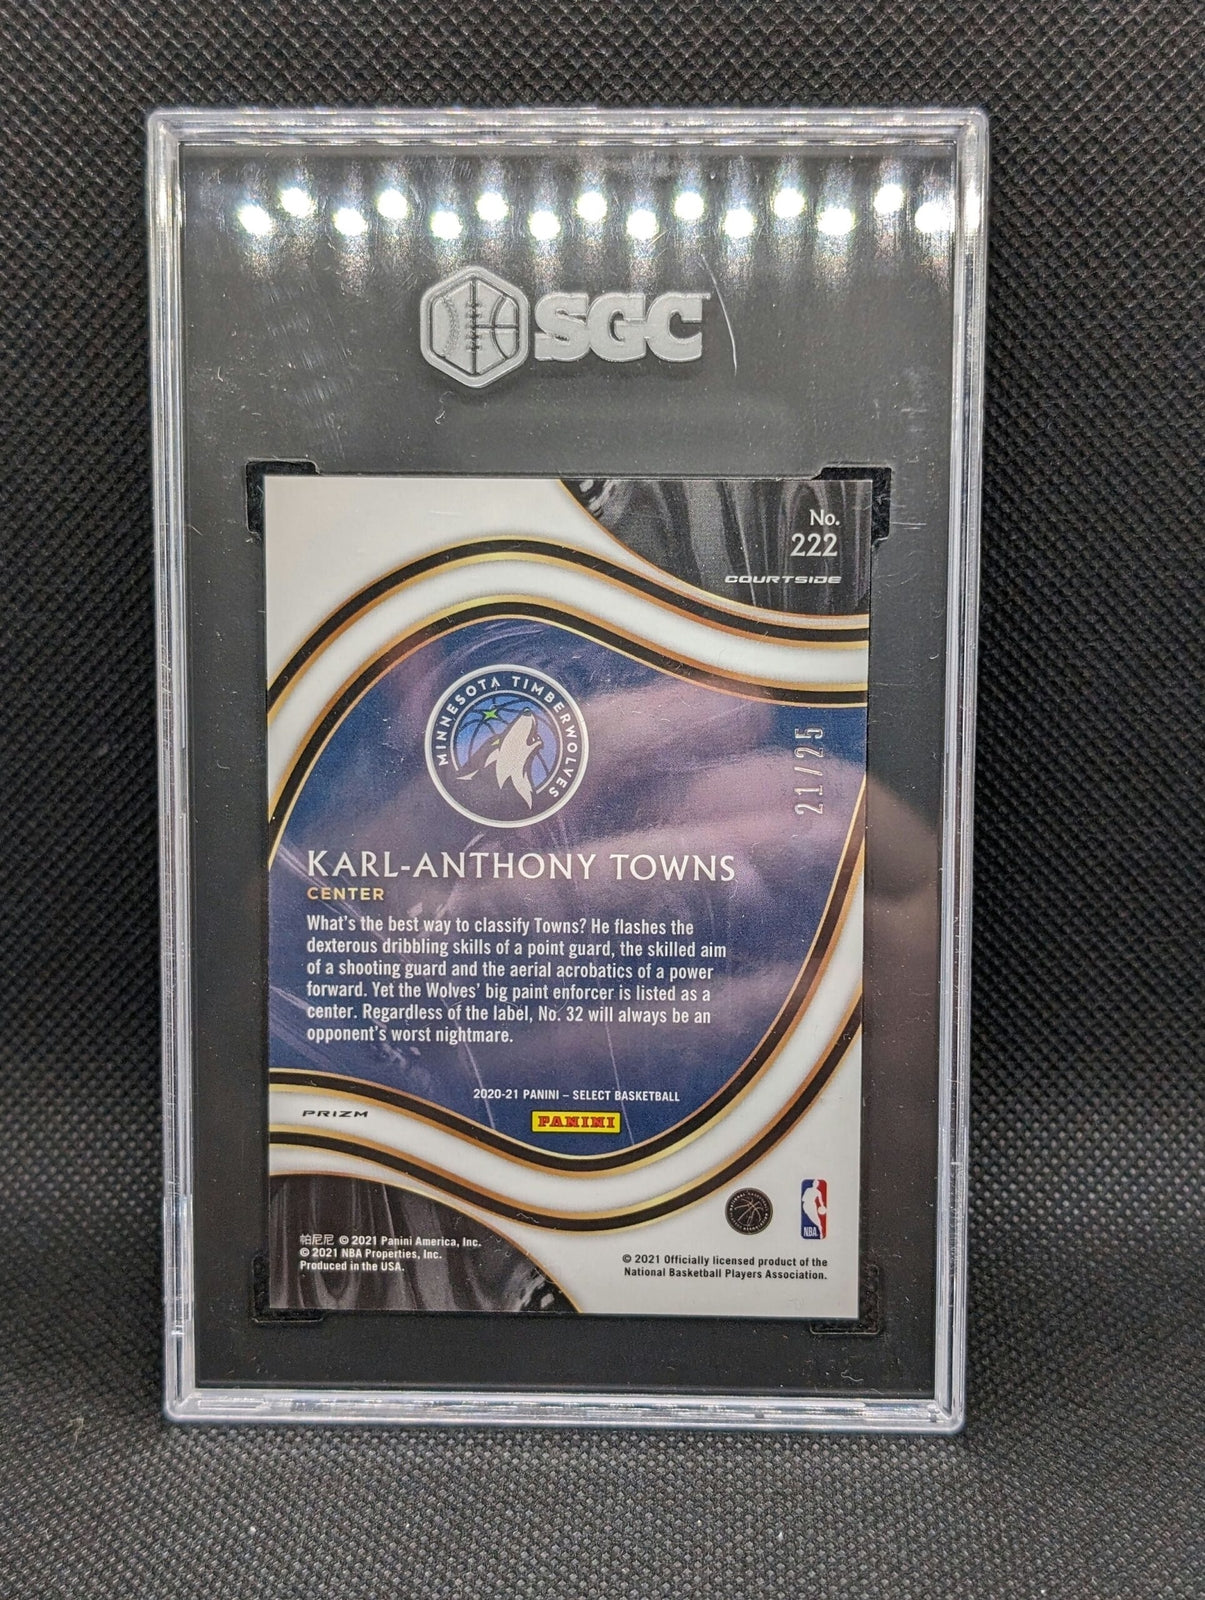 SGC
No.
222
COURTSIDE
MINNESOTA TIMBERWOLVES
21/25
KARL-ANTHONY TOWNS
CENTER
What's the best way to classify Towns? He flashes the
dexterous dribbling skills of a point guard, the skilled aim
of a shooting guard and the aerial acrobatics of a power
forward. Yet the Wolves' big paint enforcer is listed as a
center. Regardless of the label, No. 32 will always be an
opponent's worst nightmare.
2020-21 PANINI – SELECT BASKETBALL
PANINI
PRIZM
NBA
帕尼尼 © 2021 Panini America, Inc.
© 2021 NBA Properties, Inc.
Produced in the USA.
© 2021 Officially licensed product of the
National Basketball Players Association.